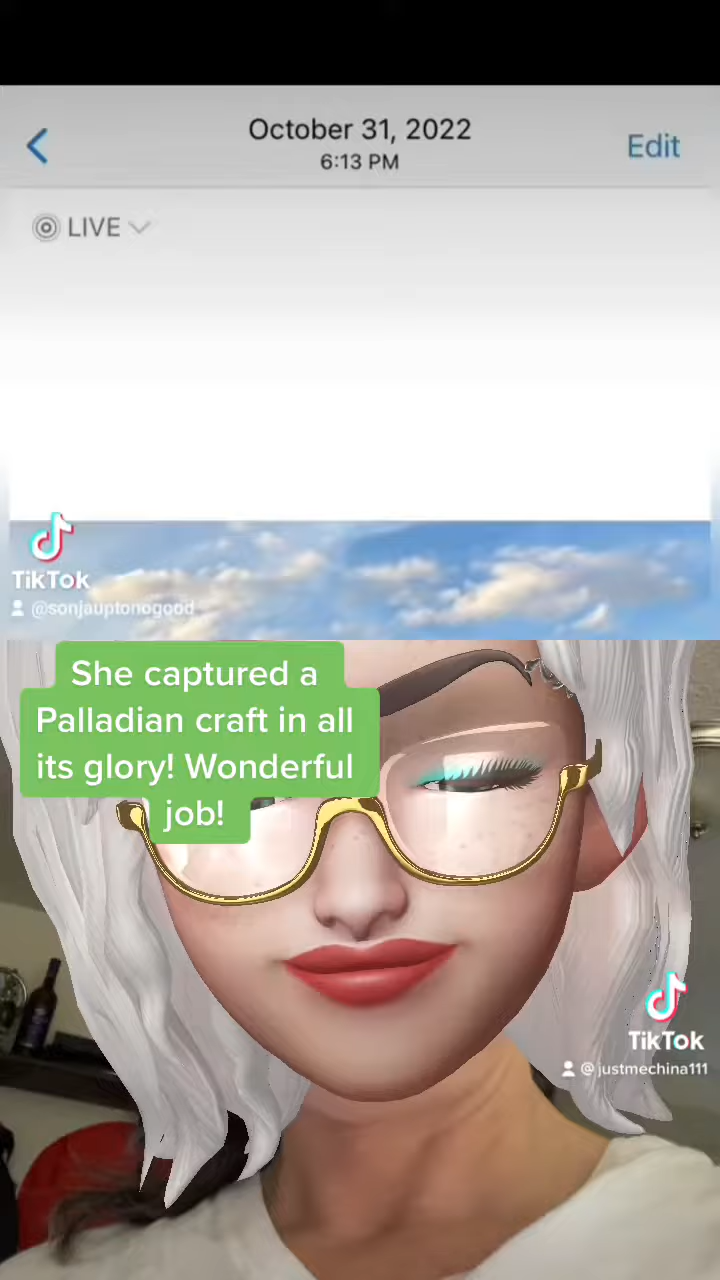 October 31, 2022
6:13 PM
Edit
LIVE
TikTok
@sonjauptonogood
She captured a
Palladian craft in all
its glory! Wonderful
job!
TikTok
@justmechina111